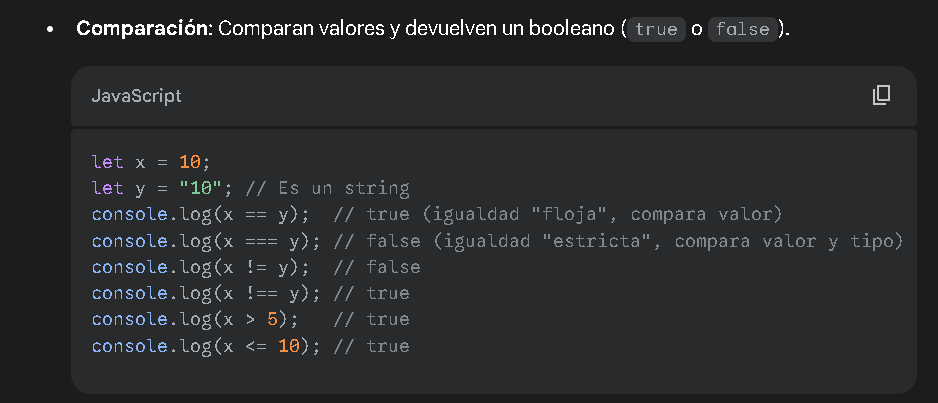 • Comparación: Comparan valores y devuelven un booleano (true o false).
JavaScript
let x = 10;
let y = "10"; // Es un string
console.log(x == y);  // true (igualdad "floja", compara valor)
console.log(x === y); // false (igualdad "estricta", compara valor y tipo)
console.log(x != y);  // false
console.log(x !== y); // true
console.log(x > 5);   // true
console.log(x <= 10); // true